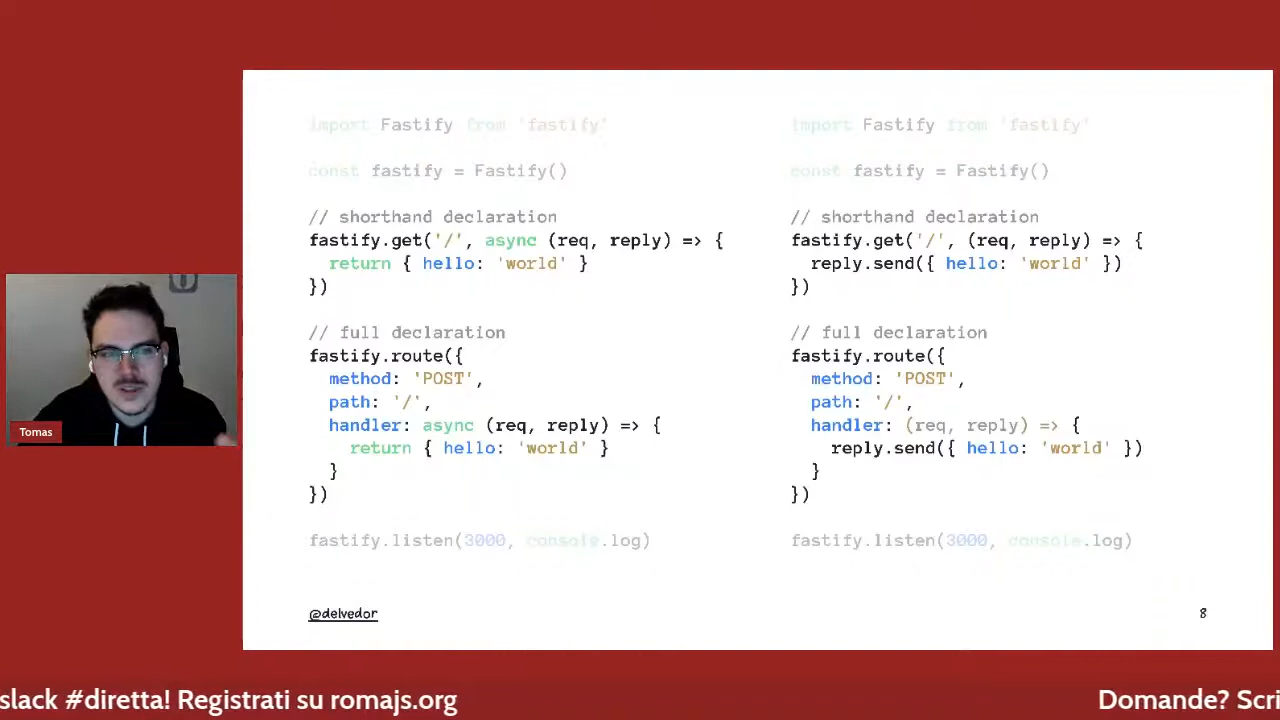 import Fastify from 'fastify'
const fastify = Fastify()
// shorthand declaration
fastify.get('/', async (req, reply) => {
return { hello: 'world' }
})
// full declaration
fastify.route({
method: 'POST',
path: '/',
handler: async (req, reply) => {
return { hello: 'world' }
}
})
fastify.listen(3000, console.log)
import Fastify from 'fastify'
const fastify = Fastify()
// shorthand declaration
fastify.get('/', (req, reply) => {
reply.send({ hello: 'world' })
})
// full declaration
fastify.route({
method: 'POST',
path: '/',
handler: (req, reply) => {
reply.send({ hello: 'world' })
}
})
fastify.listen(3000, console.log)
@delvedor
8
Tomas
slack #diretta! Registrati su romajs.org
Domande? Scri